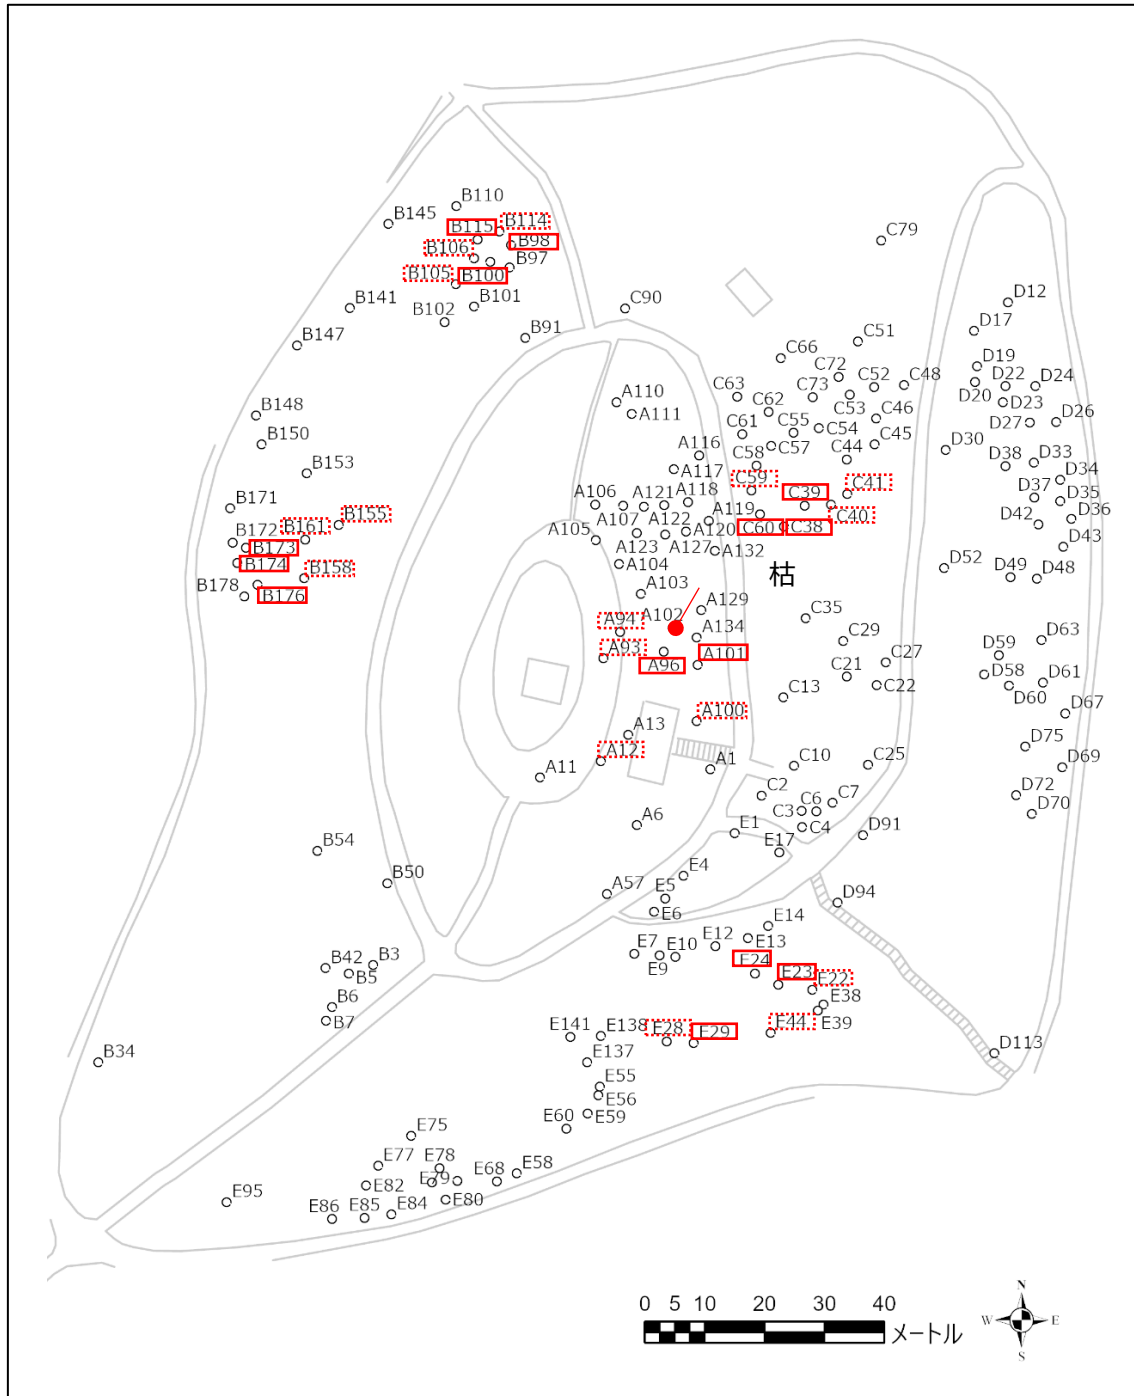 B110
B145
B114
B115
B98
B106
B97
B105
B100
B101
B141
B102
B147
B91
C90
C79
D12
D17
C51
C66
D19
C72
D22
D24
C52
C48
B148
A110
C63
C73
D20
D23
C62
C53
A111
D26
C46
D27
C61
C55
C54
B150
C57
C45
A116
D30
C44
D38
D33
C58
B153
A117
D34
C59
C39
C41
D37
B171
A106
A121
A118
D35
A119
C40
D36
B155
A107
A122
C60
C38
D42
B161
A120
B172
A105
B173
A123
A127
D43
A132
B174
A104
D52
枯
D49
D48
B158
B178
B176
A103
A129
C35
A102
A94
A134
C29
D63
D59
A93
A101
A96
C27
C21
D58
D61
C22
D60
C13
A100
D67
A13
D75
A12
A11
A1
C10
C25
D69
C2
D72
C3
C6
C7
D70
A6
E1
C4
D91
E17
B54
E4
B50
A57
E5
D94
E6
E14
E12
E13
E7
E9
E10
B42
B3
B5
E24
E23
E22
B6
E38
B7
E141
E138
E28
E29
E44
E39
B34
E137
D113
E55
E56
E59
E60
E75
E77
E78
E58
E68
E82
E79
E95
E86
E85
E84
E80
N
W E
S
0 5 10 20 30 40
メートル